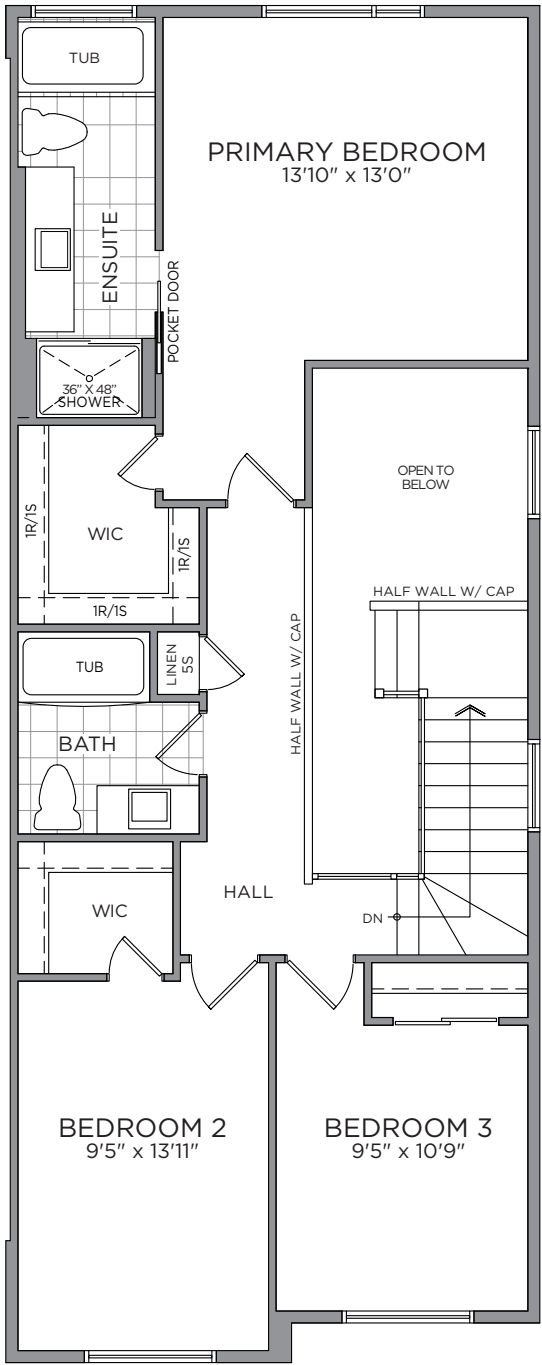 TUB
PRIMARY BEDROOM
13'10" x 13'0"
ENSUITE
POCKET DOOR
36" X 48"
SHOWER
OPEN TO
BELOW
1R/1S
WIC
1R/1S
1R/1S
HALF WALL W/ CAP
HALF WALL W/ CAP
TUB
LINEN
5S
BATH
HALL
WIC
DN
BEDROOM 2
9'5" x 13'11"
BEDROOM 3
9'5" x 10'9"